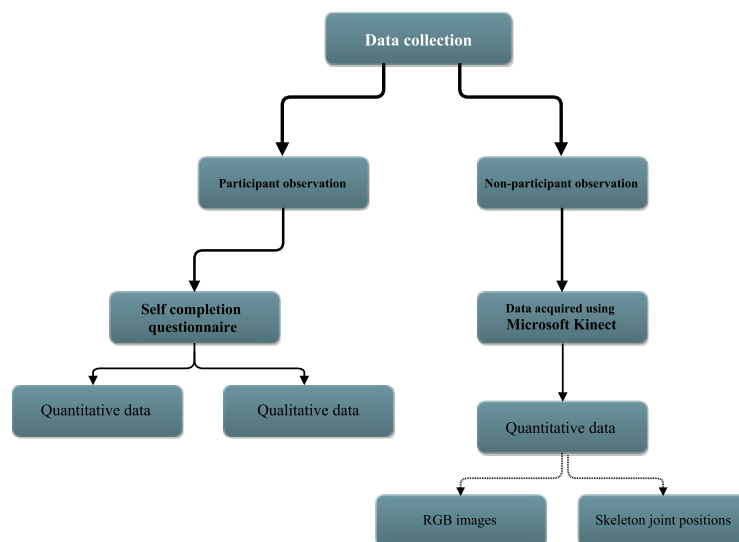 Data collection
Participant observation
Non-participant observation
Self completion
questionnaire
Data acquired using
Microsoft Kinect
Quantitative data
Qualitative data
Quantitative data
RGB images
Skeleton joint positions